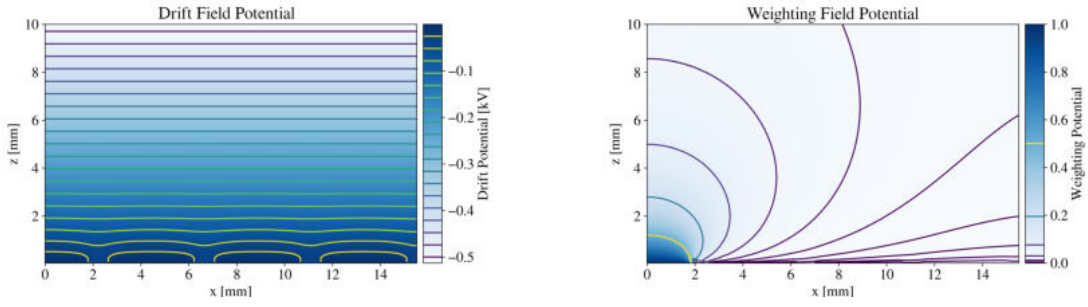 Drift Field Potential
10
8
6
4
2
z [mm]
0 2 4 6 8 10 12 14
x [mm]
−0.1
−0.2
−0.3
−0.4
−0.5
Drift Potential [kV]
Weighting Field Potential
10
8
6
4
2
z [mm]
0 2 4 6 8 10 12 14
x [mm]
1.0
0.8
0.6
0.4
0.2
0.0
Weighting Potential